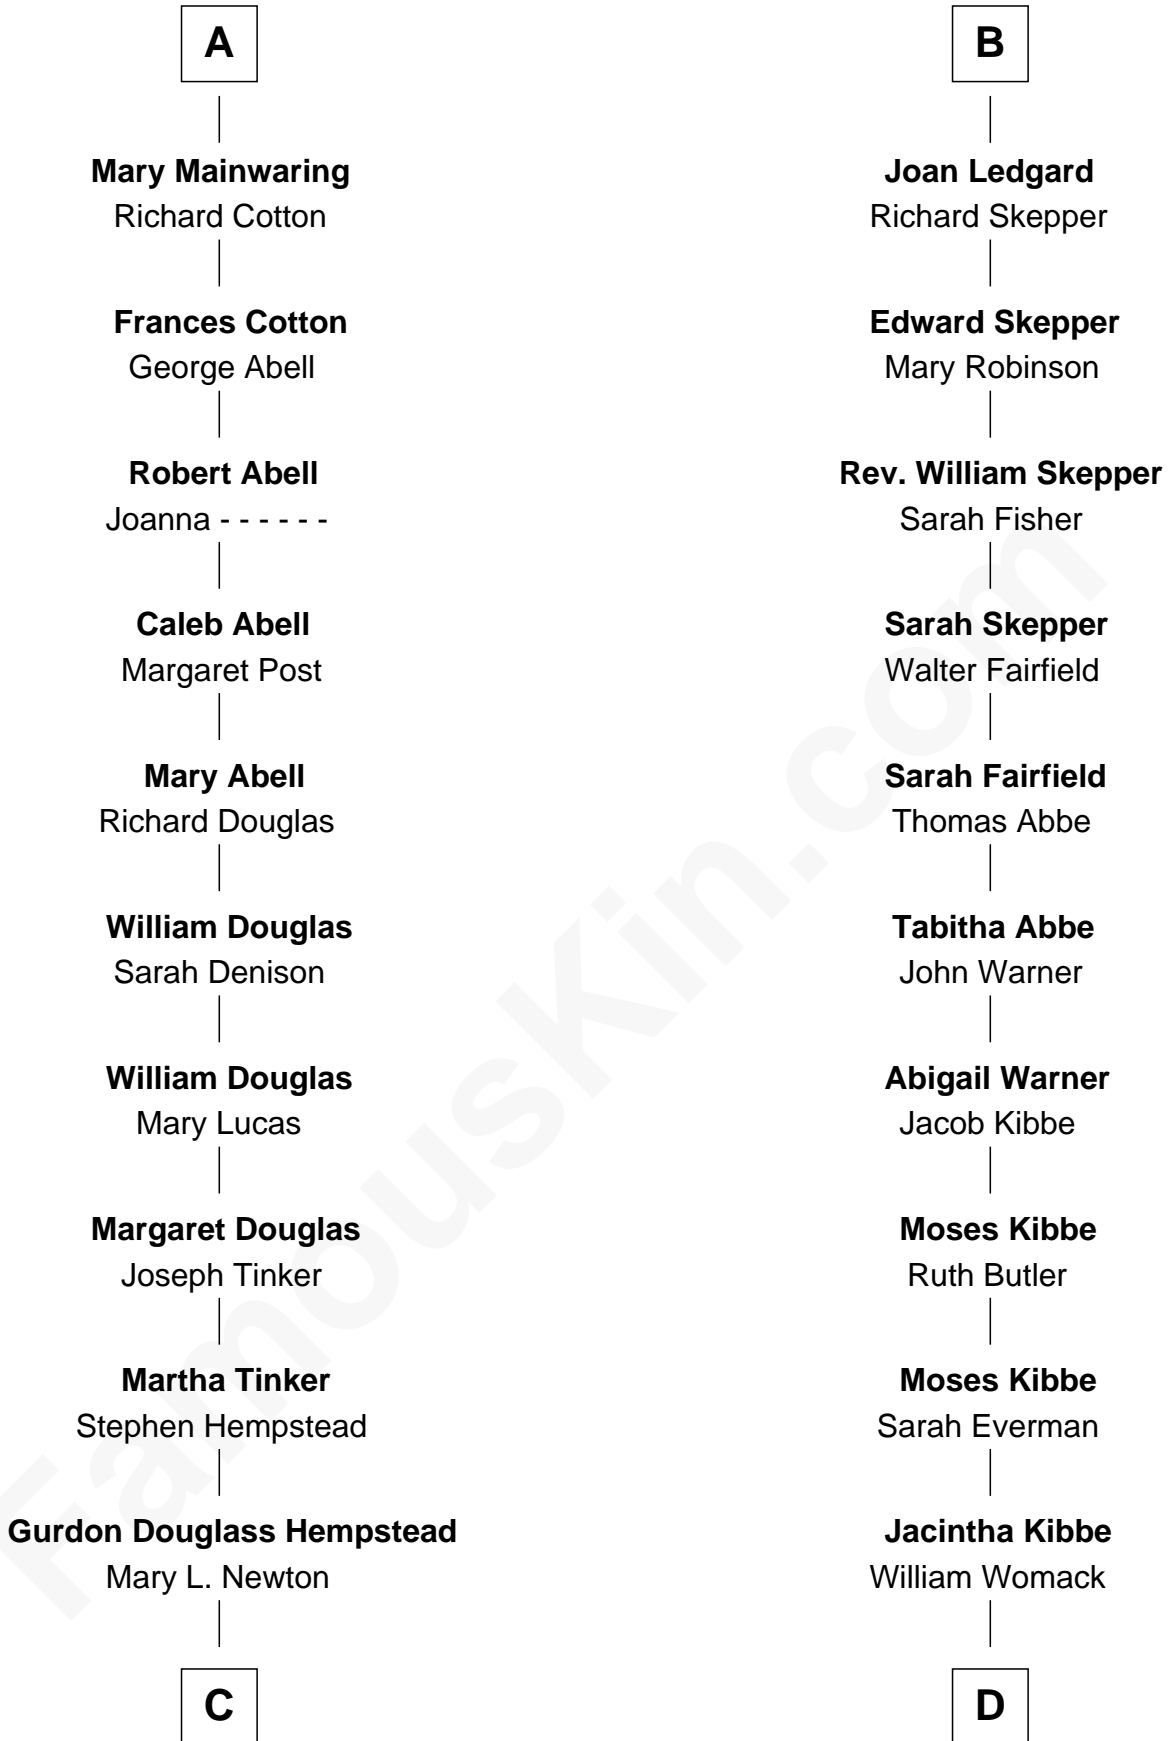 A
Mary Mainwaring
Richard Cotton
Frances Cotton
George Abell
Robert Abell
Joanna - - - - - -
Caleb Abell
Margaret Post
Mary Abell
Richard Douglas
William Douglas
Sarah Denison
William Douglas
Mary Lucas
Margaret Douglas
Joseph Tinker
Martha Tinker
Stephen Hempstead
Gurdon Douglass Hempstead
Mary L. Newton
C
B
Joan Ledgard
Richard Skepper
Edward Skepper
Mary Robinson
Rev. William Skepper
Sarah Fisher
Sarah Skepper
Walter Fairfield
Sarah Fairfield
Thomas Abbe
Tabitha Abbe
John Warner
Abigail Warner
Jacob Kibbe
Moses Kibbe
Ruth Butler
Moses Kibbe
Sarah Everman
Jacintha Kibbe
William Womack
D
FamousKin.com